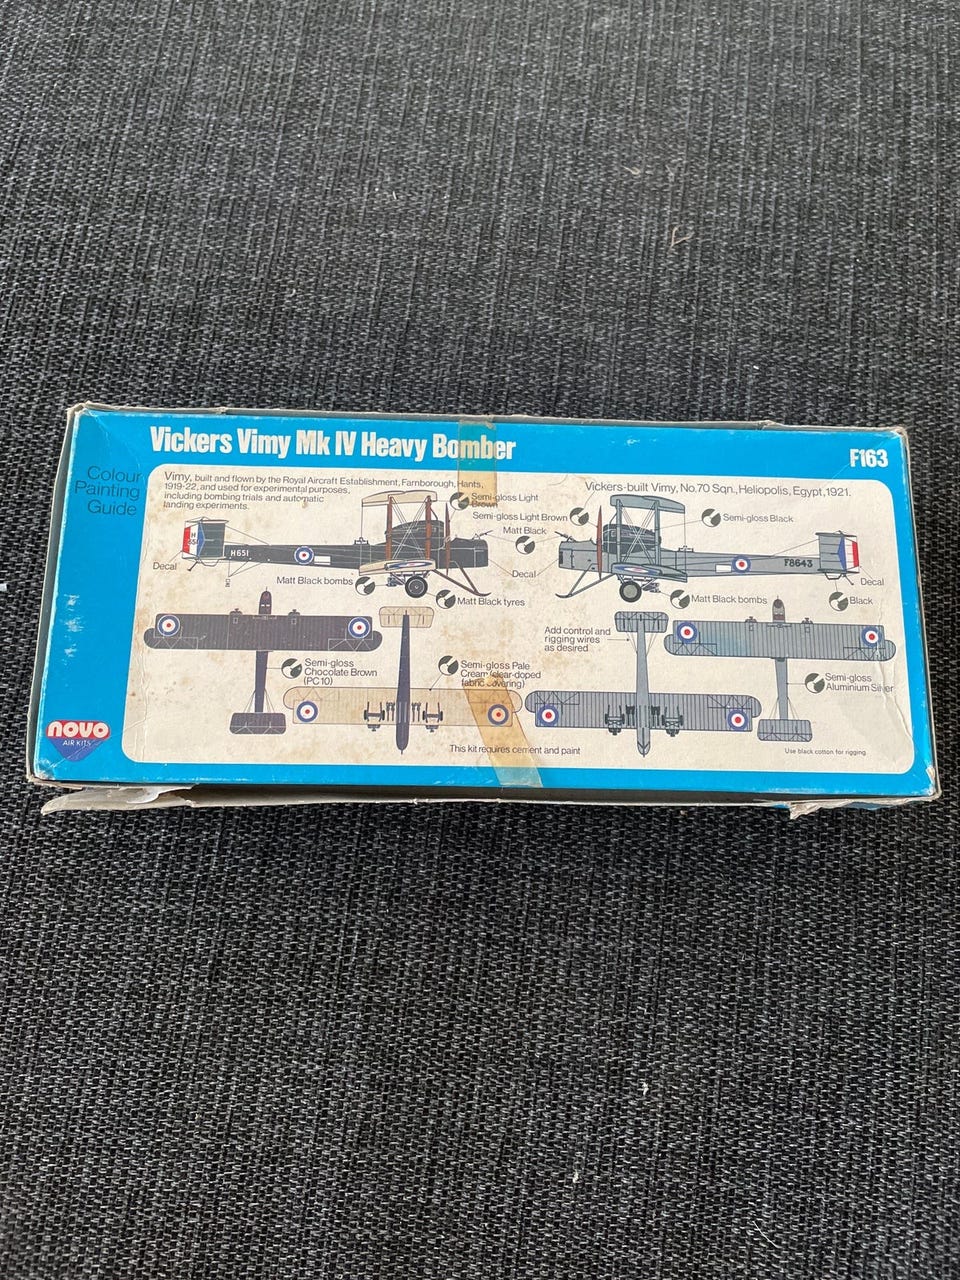 Vickers Vimy Mk IV Heavy Bomber
F163
Colour
Painting
Guide
Vimy, built and flown by the Royal Aircraft Establishment, Farnborough, Hants,
1919-22, and used for experimental purposes,
including bombing trials and automatic
landing experiments.
Semi-gloss Light
Brown
Vickers-built Vimy, No.70 Sqn., Heliopolis, Egypt, 1921.
Semi-gloss Light Brown
Semi-gloss Black
Matt Black
H
651
H651
F8643
Decal
Matt Black bombs
Decal
Decal
Matt Black tyres
Matt Black bombs
Black
Add control and
rigging wires
as desired
Semi-gloss
Chocolate Brown
(PC10)
Semi-gloss Pale
Cream (clear-doped
fabric covering)
Semi-gloss
Aluminium Silver
novo
AIR KITS
This kit requires cement and paint
Use black cotton for rigging